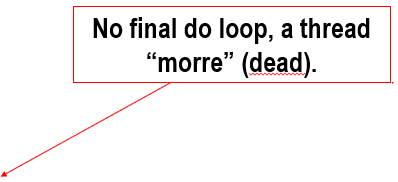 No final do loop, a thread
“morre” (dead).